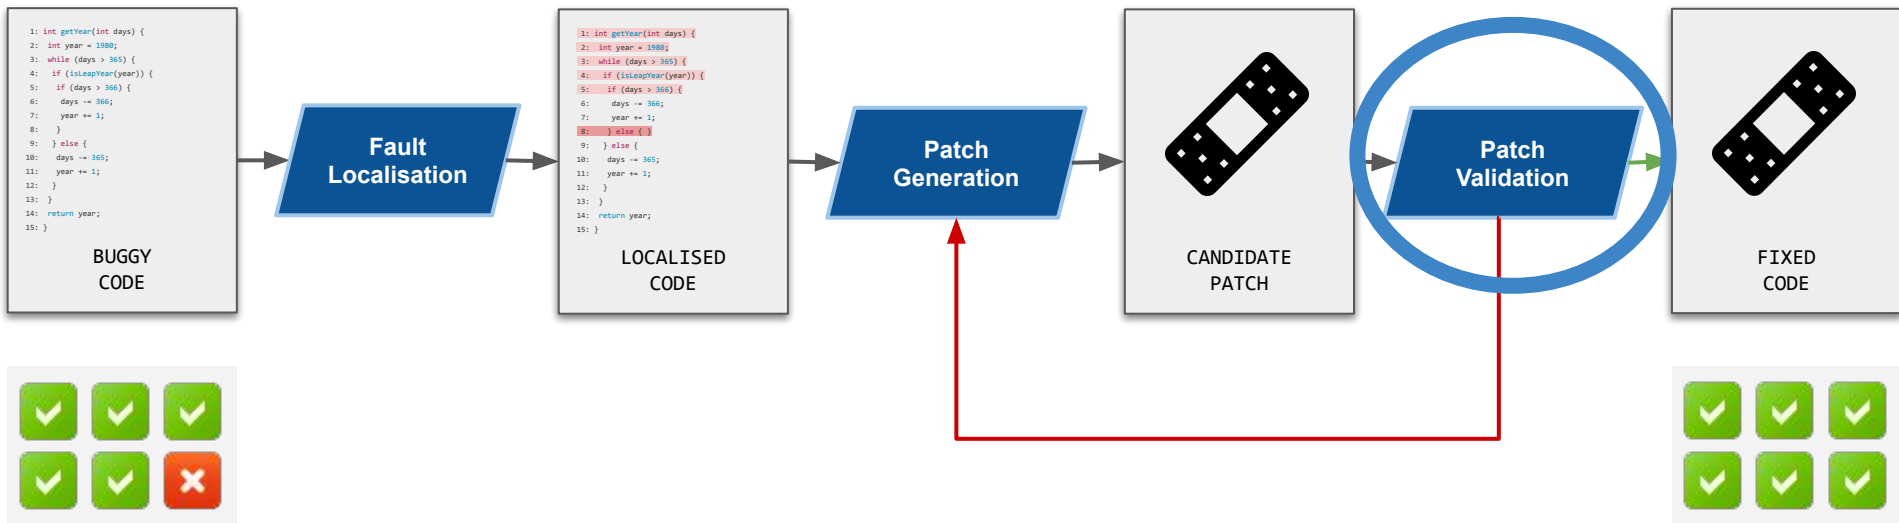 1: int getYear(int days) {
2: int year = 1980;
3: while (days > 365) {
4: if (isLeapYear(year)) {
5: if (days > 366) {
6: days -= 366;
7: year += 1;
8: }
9: } else {
10: days -= 365;
11: year += 1;
12: }
13: }
14: return year;
15: }
BUGGY
CODE
Fault
Localisation
1: int getYear(int days) {
2: int year = 1980;
3: while (days > 365) {
4: if (isLeapYear(year)) {
5: if (days > 366) {
6: days -= 366;
7: year += 1;
8: } else { }
9: } else {
10: days -= 365;
11: year += 1;
12: }
13: }
14: return year;
15: }
LOCALISED
CODE
Patch
Generation
CANDIDATE
PATCH
Patch
Validation
FIXED
CODE